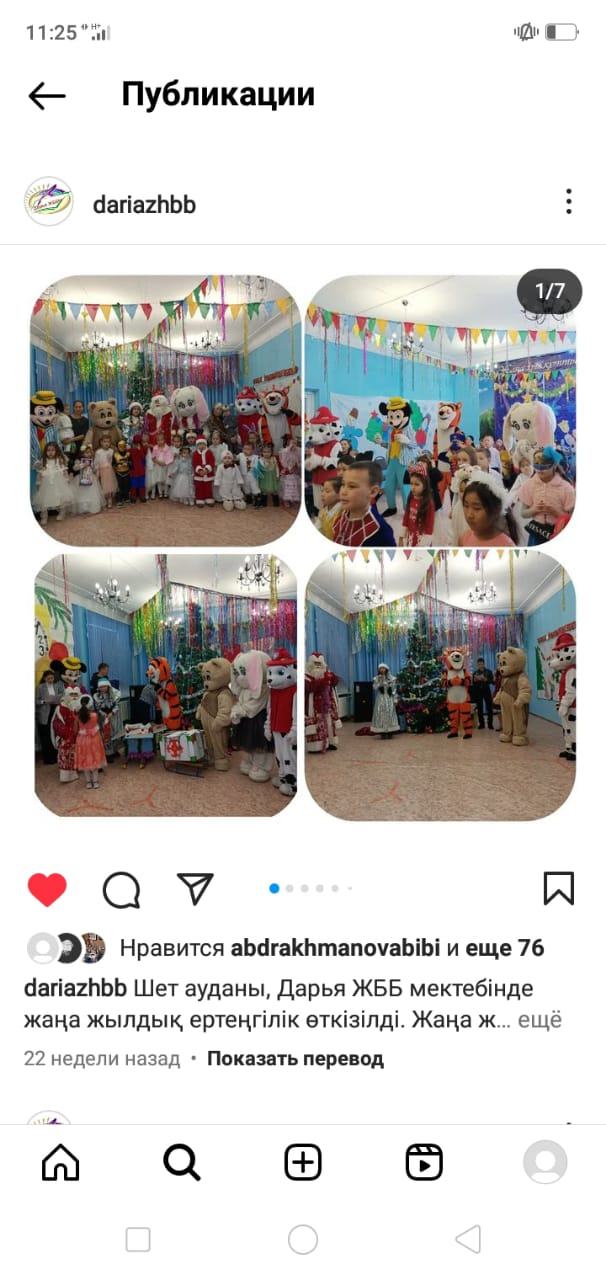 11:25
Публикации
dariazhbb
1/7
Нравится abdrakhmanovabibi и еще 76
dariazhbb Шет ауданы, Дарья ЖББ мектебінде
жаңа жылдық ертеңгілік өткізілді. Жаңа ж... ещё
22 недели назад • Показать перевод